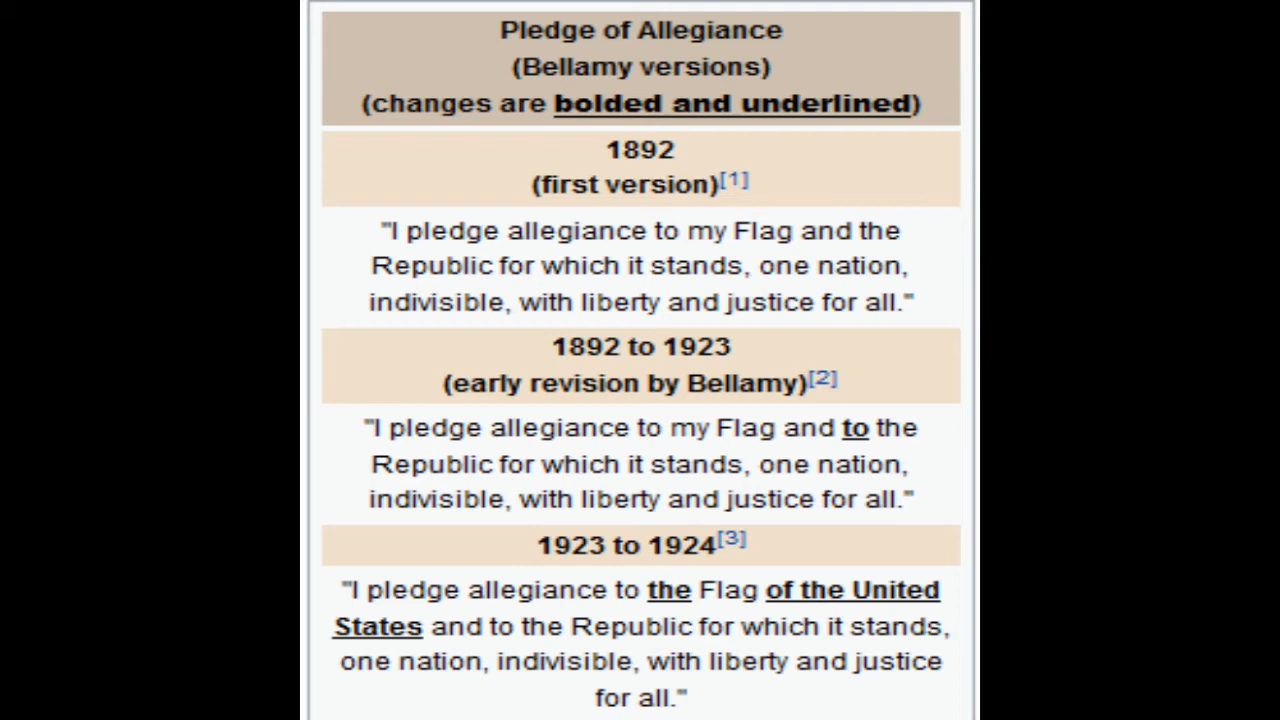 Pledge of Allegiance
(Bellamy versions)
(changes are bolded and underlined)
1892
(first version)[1]
"I pledge allegiance to my Flag and the
Republic for which it stands, one nation,
indivisible, with liberty and justice for all."
1892 to 1923
(early revision by Bellamy)[2]
"I pledge allegiance to my Flag and to the
Republic for which it stands, one nation,
indivisible, with liberty and justice for all."
1923 to 1924[3]
"I pledge allegiance to the Flag of the United
States and to the Republic for which it stands,
one nation, indivisible, with liberty and justice
for all."